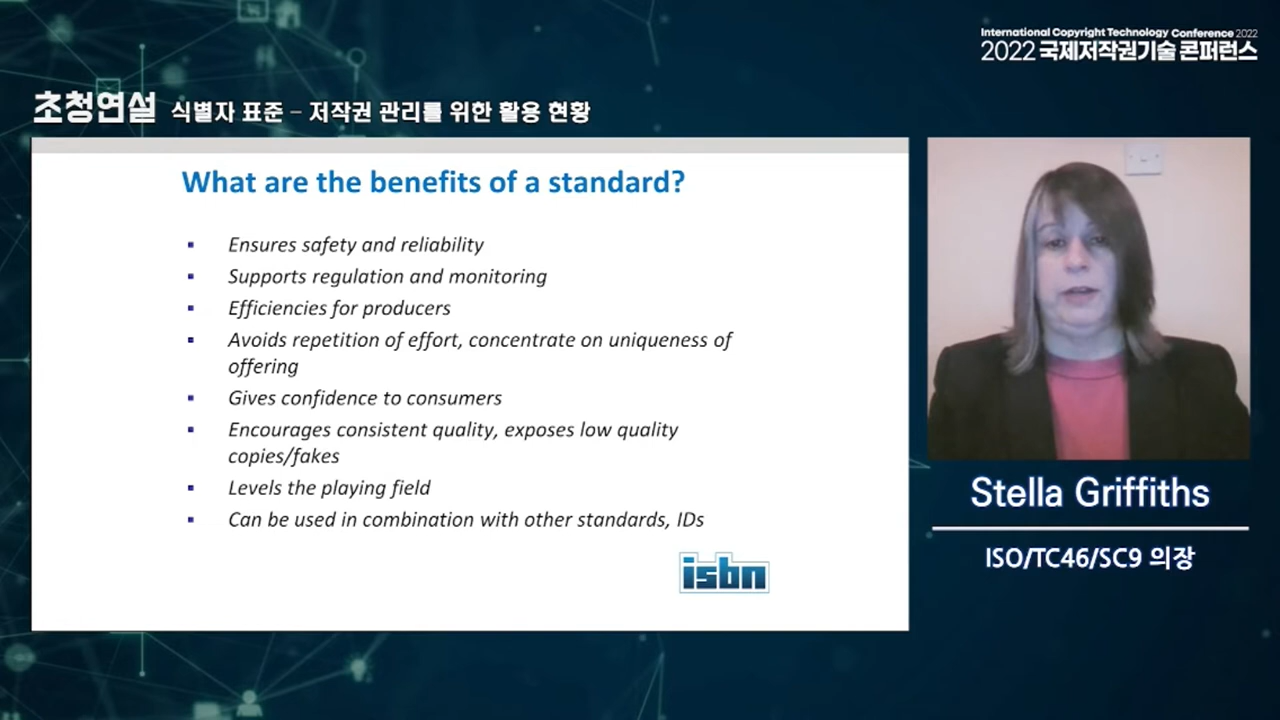 International Copyright Technology Conference 2022
2022 국제저작권기술 콘퍼런스
초청연설 식별자 표준 – 저작권 관리를 위한 활용 현황
What are the benefits of a standard?
▪ Ensures safety and reliability
▪ Supports regulation and monitoring
▪ Efficiencies for producers
▪ Avoids repetition of effort, concentrate on uniqueness of
offering
▪ Gives confidence to consumers
▪ Encourages consistent quality, exposes low quality
copies/fakes
▪ Levels the playing field
▪ Can be used in combination with other standards, IDs
isbn
Stella Griffiths
ISO/TC46/SC9 의장